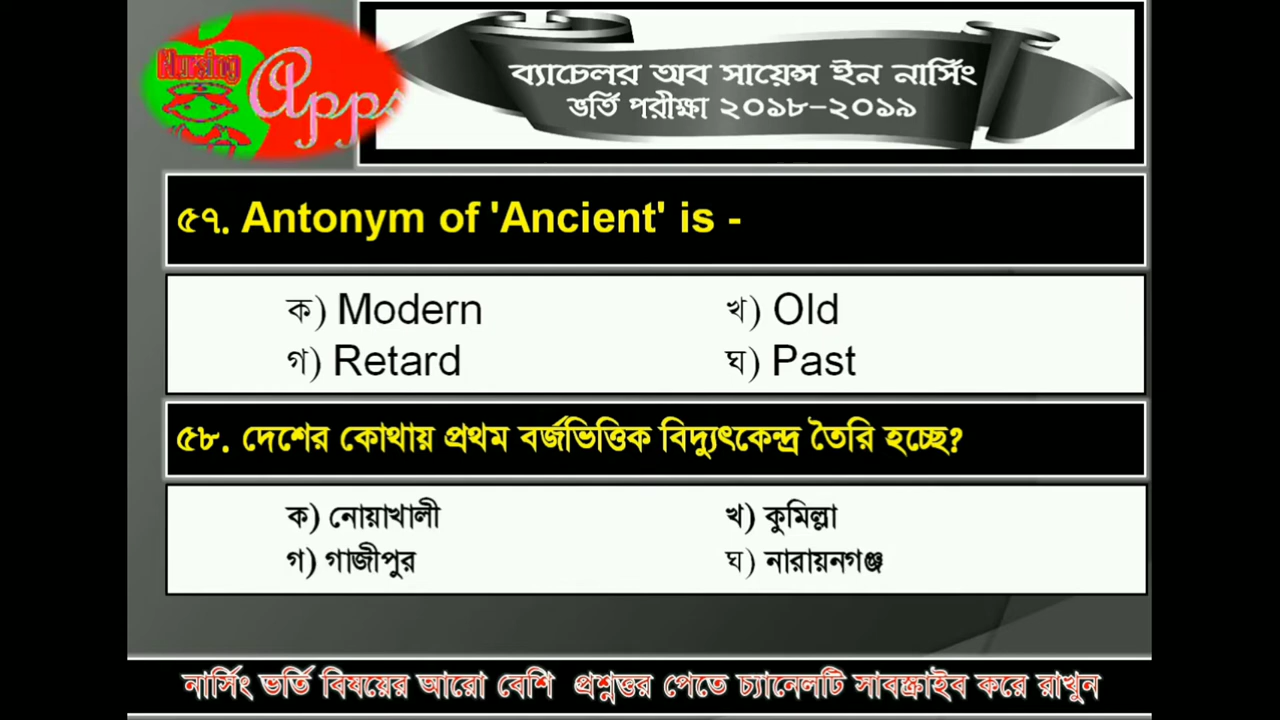 Nursing
Apps
ব্যাচেলর অব সায়েন্স ইন নার্সিং
ভর্তি পরীক্ষা ২০১৮-২০১৯
৫৭. Antonym of 'Ancient' is -
ক) Modern খ) Old
গ) Retard ঘ) Past
৫৮. দেশের কোথায় প্রথম বর্জভিত্তিক বিদ্যুৎকেন্দ্র তৈরি হচ্ছে?
ক) নোয়াখালী খ) কুমিল্লা
গ) গাজীপুর ঘ) নারায়নগঞ্জ
নার্সিং ভর্তি বিষয়ের আরো বেশি প্রশ্নত্তর পেতে চ্যানেলটি সাবস্ক্রাইব করে রাখুন